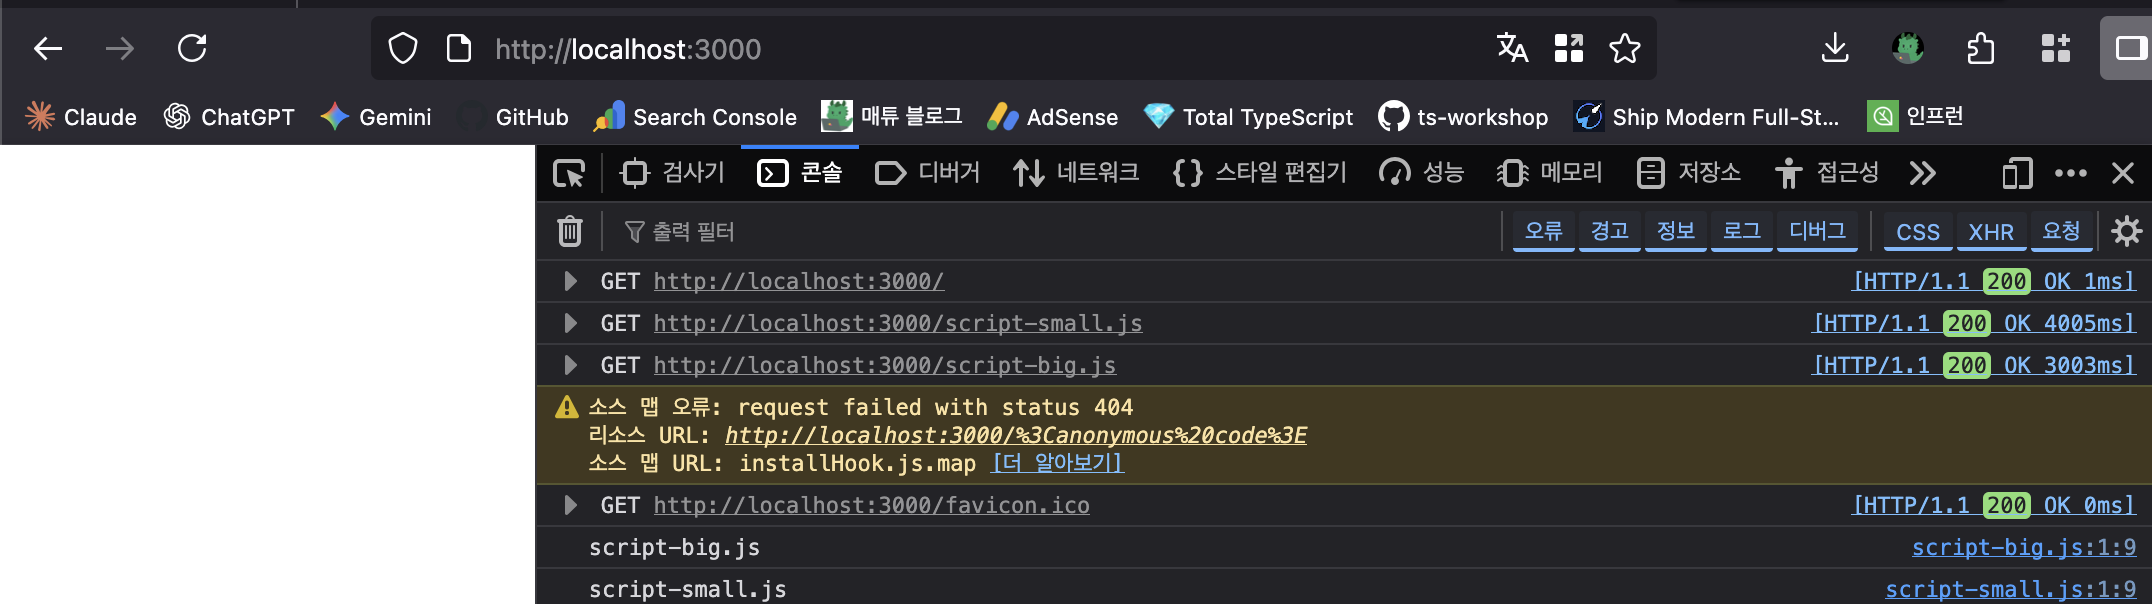 http://localhost:3000
Claude ChatGPT Gemini GitHub Search Console 매튜 블로그 AdSense Total TypeScript ts-workshop Ship Modern Full-St... 인프런
검사기 콘솔 디버거 네트워크 스타일 편집기 성능 메모리 저장소 접근성
출력 필터 오류 경고 정보 로그 디버그 CSS XHR 요청
GET http://localhost:3000/ [HTTP/1.1 200 OK 1ms]
GET http://localhost:3000/script-small.js [HTTP/1.1 200 OK 4005ms]
GET http://localhost:3000/script-big.js [HTTP/1.1 200 OK 3003ms]
소스 맵 오류: request failed with status 404
리소스 URL: http://localhost:3000/%3Canonymous%20code%3E
소스 맵 URL: installHook.js.map [더 알아보기]
GET http://localhost:3000/favicon.ico [HTTP/1.1 200 OK 0ms]
script-big.js script-big.js:1:9
script-small.js script-small.js:1:9